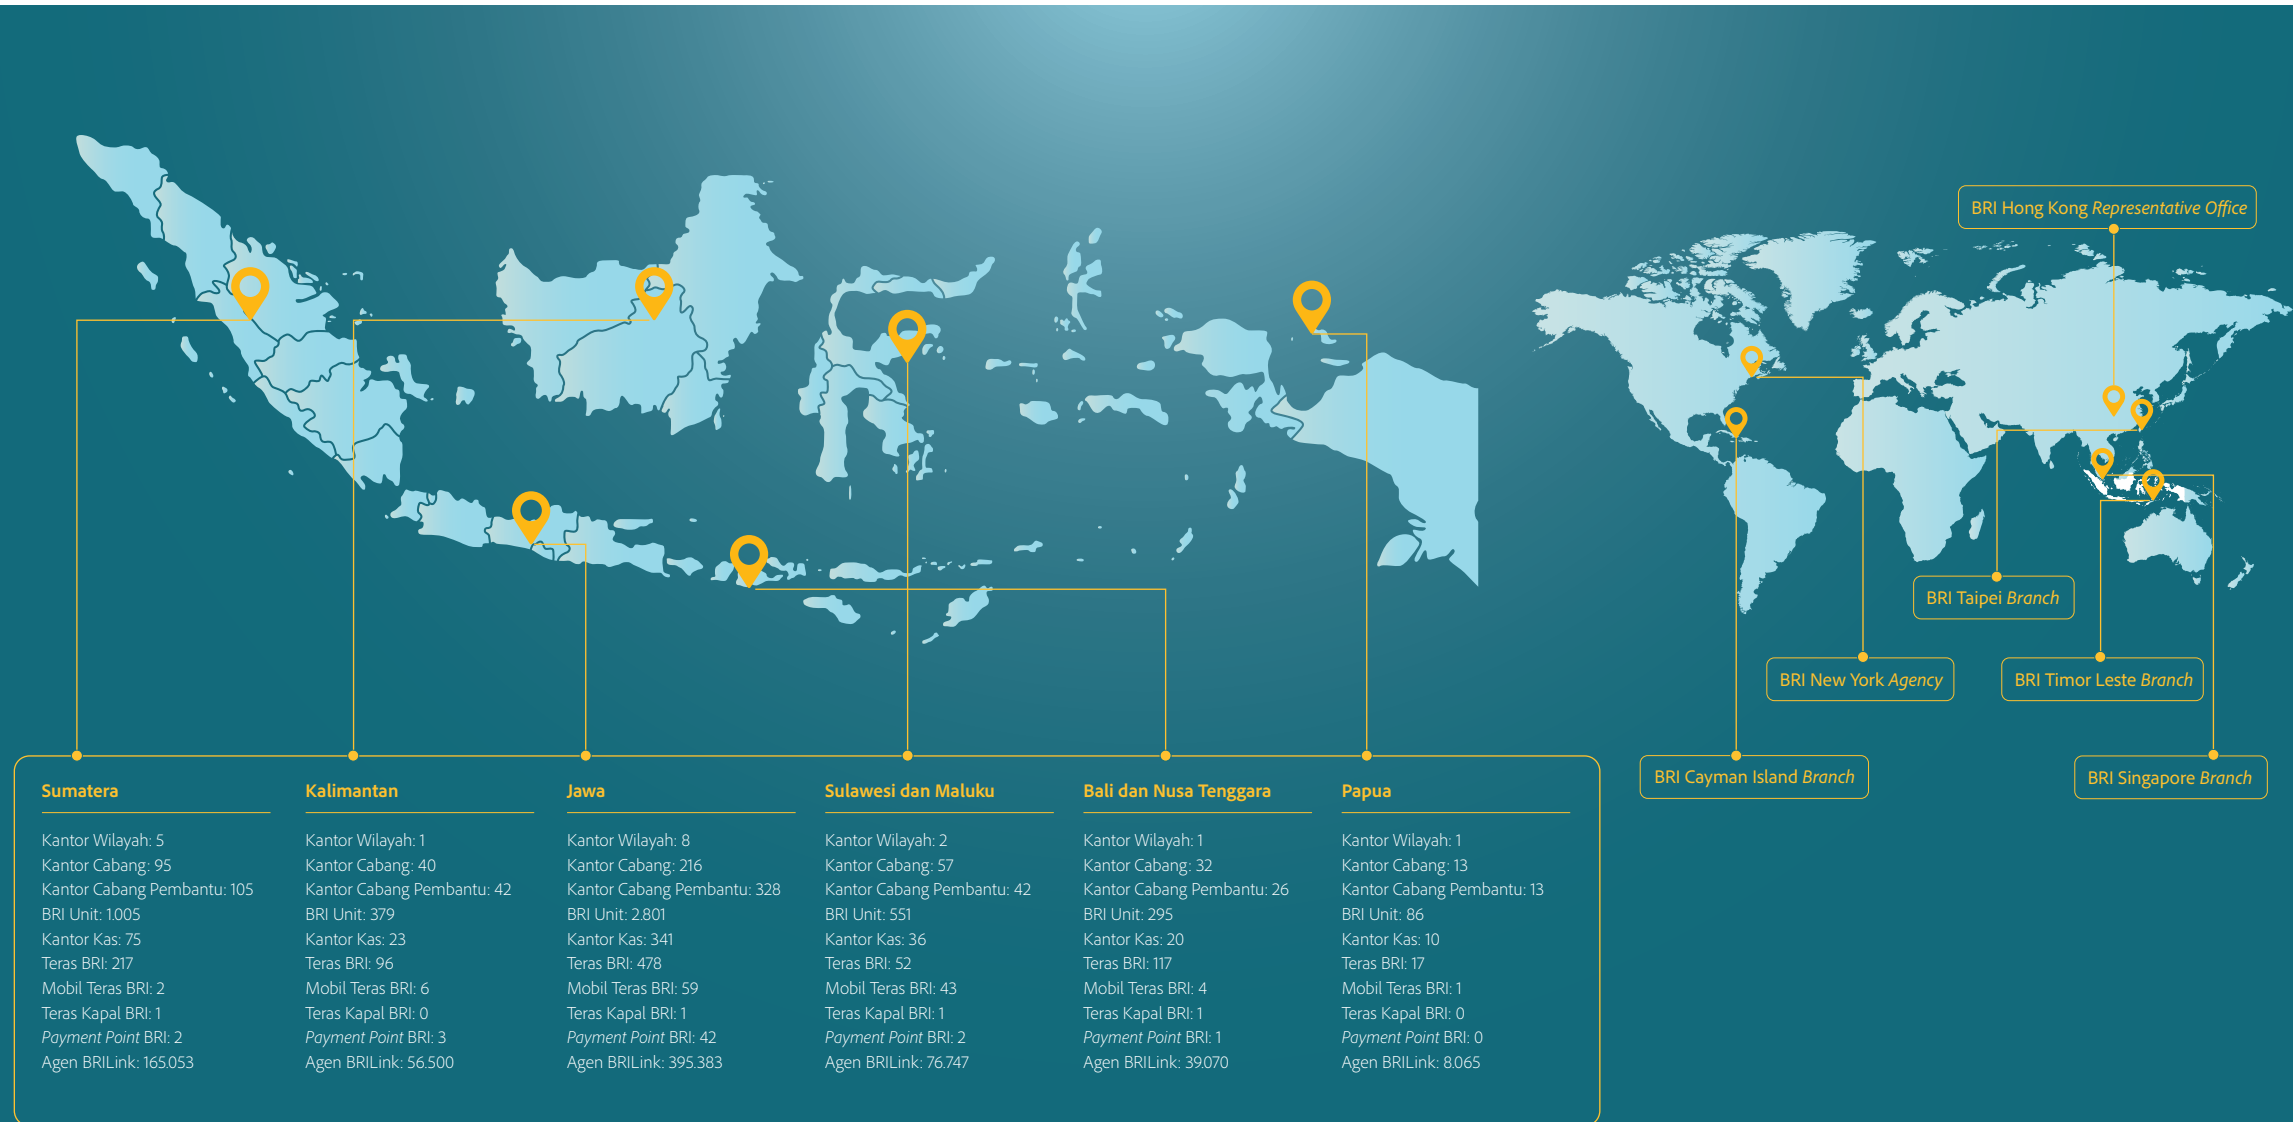 BRI Hong Kong Representative Office
BRI Taipei Branch
BRI New York Agency
BRI Timor Leste Branch
BRI Cayman Island Branch
BRI Singapore Branch
Sumatera
Kantor Wilayah: 5
Kantor Cabang: 95
Kantor Cabang Pembantu: 105
BRI Unit: 1.005
Kantor Kas: 75
Teras BRI: 217
Mobil Teras BRI: 2
Teras Kapal BRI: 1
Payment Point BRI: 2
Agen BRILink: 165.053
Kalimantan
Kantor Wilayah: 1
Kantor Cabang: 40
Kantor Cabang Pembantu: 42
BRI Unit: 379
Kantor Kas: 23
Teras BRI: 96
Mobil Teras BRI: 6
Teras Kapal BRI: 0
Payment Point BRI: 3
Agen BRILink: 56.500
Jawa
Kantor Wilayah: 8
Kantor Cabang: 216
Kantor Cabang Pembantu: 328
BRI Unit: 2.801
Kantor Kas: 341
Teras BRI: 478
Mobil Teras BRI: 59
Teras Kapal BRI: 1
Payment Point BRI: 42
Agen BRILink: 395.383
Sulawesi dan Maluku
Kantor Wilayah: 2
Kantor Cabang: 57
Kantor Cabang Pembantu: 42
BRI Unit: 551
Kantor Kas: 36
Teras BRI: 52
Mobil Teras BRI: 43
Teras Kapal BRI: 1
Payment Point BRI: 2
Agen BRILink: 76.747
Bali dan Nusa Tenggara
Kantor Wilayah: 1
Kantor Cabang: 32
Kantor Cabang Pembantu: 26
BRI Unit: 295
Kantor Kas: 20
Teras BRI: 117
Mobil Teras BRI: 4
Teras Kapal BRI: 1
Payment Point BRI: 1
Agen BRILink: 39.070
Papua
Kantor Wilayah: 1
Kantor Cabang: 13
Kantor Cabang Pembantu: 13
BRI Unit: 86
Kantor Kas: 10
Teras BRI: 17
Mobil Teras BRI: 1
Teras Kapal BRI: 0
Payment Point BRI: 0
Agen BRILink: 8.065